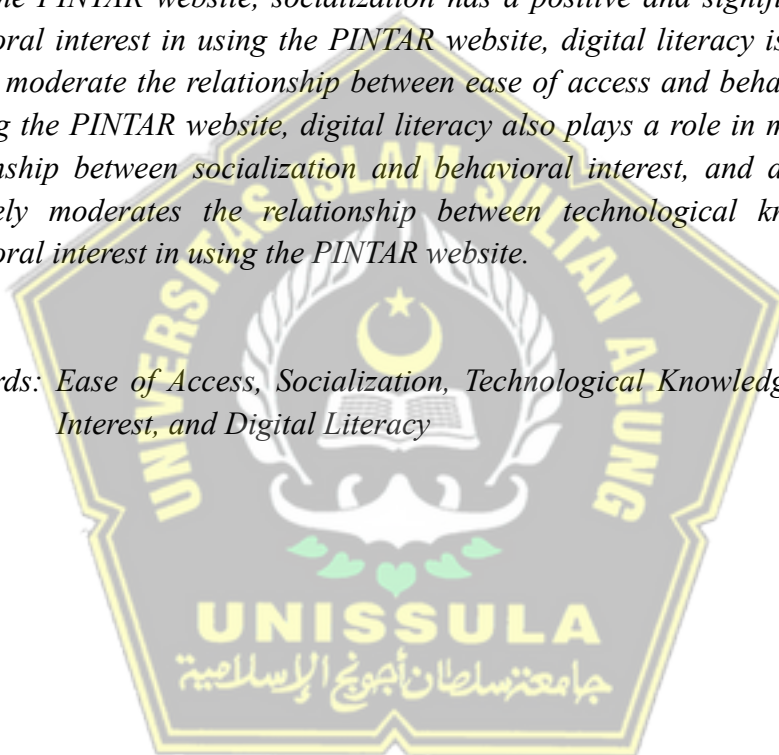 he PINTAR website, socialization has a positive and signifi
oral interest in using the PINTAR website, digital literacy is
moderate the relationship between ease of access and beha
g the PINTAR website, digital literacy also plays a role in m
nship between socialization and behavioral interest, and
ely moderates the relationship between technological kn
oral interest in using the PINTAR website.
rds: Ease of Access, Socialization, Technological Knowledg
Interest, and Digital Literacy
UNIVERSITAS ISLAM SULTAN AGUNG
UNISSULA
جامعة سلطان أجونج الإسلامية